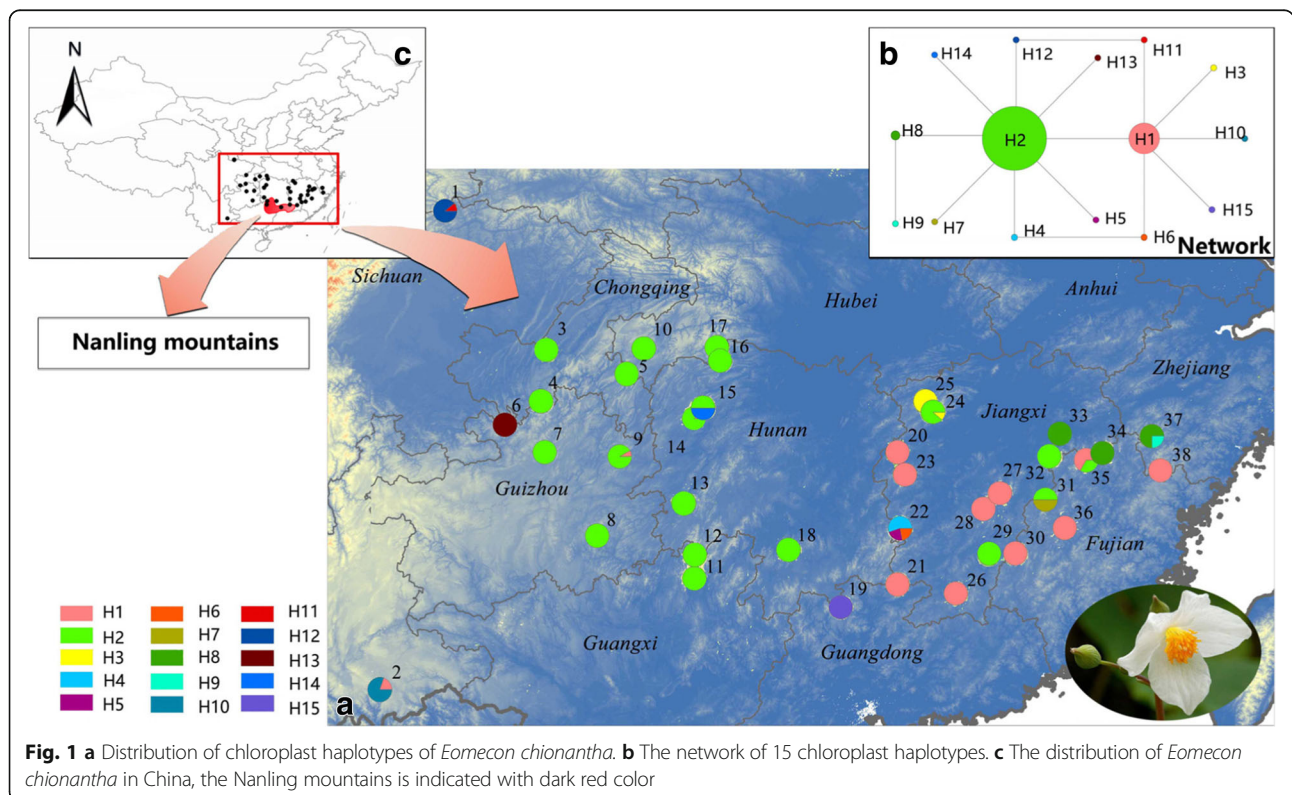 N
c
b
H14
H12
H11
H13
H3
H8
H2
H1
H10
H9
H7
H4
H5
H6
H15
Network
Nanling mountains
Sichuan
Chongqing
Hubei
Anhui
Zhejiang
Jiangxi
Hunan
Guizhou
Fujian
Guangxi
Guangdong
1
2
3
4
5
6
7
8
9
10
11
12
13
14
15
16
17
18
19
20
21
22
23
24
25
26
27
28
29
30
31
32
33
34
35
36
37
38
H1 H6 H11
H2 H7 H12
H3 H8 H13
H4 H9 H14
H5 H10 H15
a
Fig. 1 a Distribution of chloroplast haplotypes of Eomecon chionantha. b The network of 15 chloroplast haplotypes. c The distribution of Eomecon
chionantha in China, the Nanling mountains is indicated with dark red color